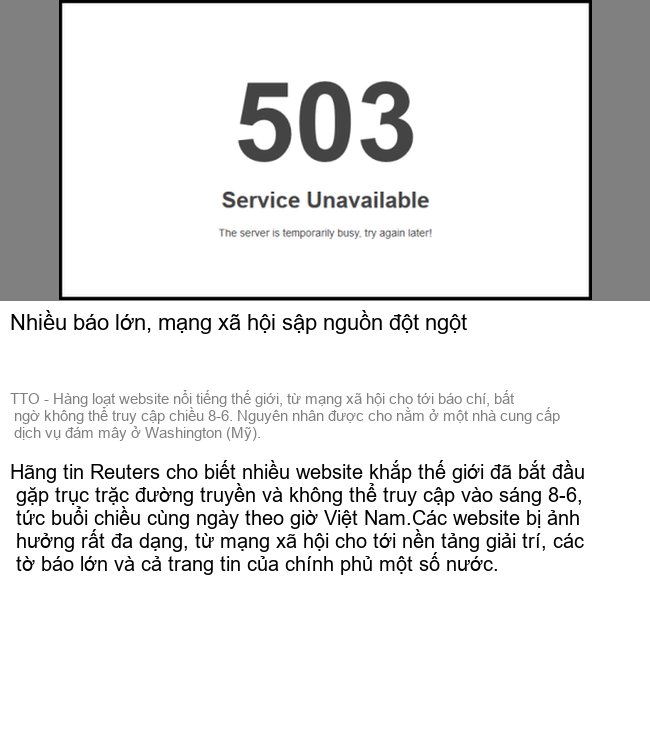 503
Service Unavailable
The server is temporarily busy, try again later!
Nhiều báo lớn, mạng xã hội sập nguồn đột ngột
TTO - Hàng loạt website nổi tiếng thế giới, từ mạng xã hội cho tới báo chí, bất
ngờ không thể truy cập chiều 8-6. Nguyên nhân được cho nằm ở một nhà cung cấp
dịch vụ đám mây ở Washington (Mỹ).
Hãng tin Reuters cho biết nhiều website khắp thế giới đã bắt đầu
gặp trục trặc đường truyền và không thể truy cập vào sáng 8-6,
tức buổi chiều cùng ngày theo giờ Việt Nam.Các website bị ảnh
hưởng rất đa dạng, từ mạng xã hội cho tới nền tảng giải trí, các
tờ báo lớn và cả trang tin của chính phủ một số nước.